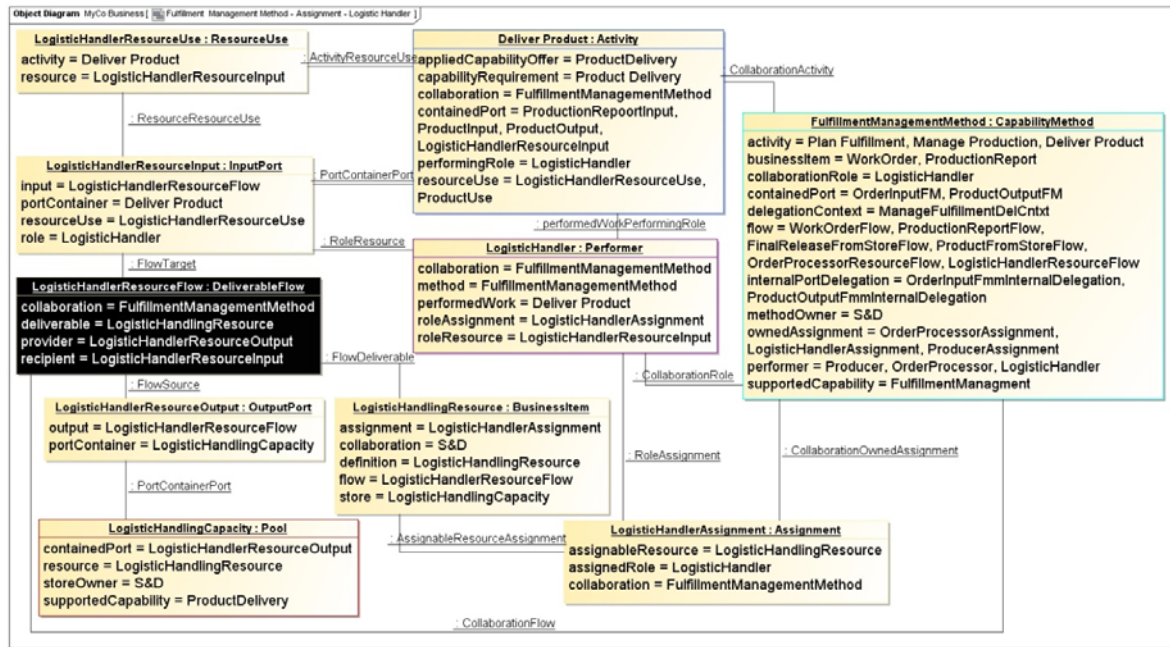 Object Diagram MyCo Business [ Fulfillment Management Method - Assignment - Logistic Handler ]
LogisticHandlerResourceUse : ResourceUse
activity = Deliver Product
resource = LogisticHandlerResourceInput
: ActivityResourceUse
Deliver Product : Activity
appliedCapabilityOffer = ProductDelivery
capabilityRequirement = Product Delivery
collaboration = FulfillmentManagementMethod
containedPort = ProductionRepoortInput,
ProductInput, ProductOutput,
LogisticHandlerResourceInput
performingRole = LogisticHandler
resourceUse = LogisticHandlerResourceUse,
ProductUse
: CollaborationActivity
: ResourceResourceUse
FulfillmentManagementMethod : CapabilityMethod
activity = Plan Fulfillment, Manage Production, Deliver Product
businessItem = WorkOrder, ProductionReport
collaborationRole = LogisticHandler
containedPort = OrderInputFM, ProductOutputFM
delegationContext = ManageFulfillmentDelCntxt
flow = WorkOrderFlow, ProductionReportFlow,
FinalReleaseFromStoreFlow, ProductFromStoreFlow,
OrderProcessorResourceFlow, LogisticHandlerResourceFlow
internalPortDelegation = OrderInputFmmInternalDelegation,
ProductOutputFmmInternalDelegation
methodOwner = S&D
ownedAssignment = OrderProcessorAssignment,
LogisticHandlerAssignment, ProducerAssignment
performer = Producer, OrderProcessor, LogisticHandler
supportedCapability = FulfillmentManagment
LogisticHandlerResourceInput : InputPort
input = LogisticHandlerResourceFlow
portContainer = Deliver Product
resourceUse = LogisticHandlerResourceUse
role = LogisticHandler
: PortContainerPort
: performedWorkPerformingRole
: RoleResource
LogisticHandler : Performer
collaboration = FulfillmentManagementMethod
method = FulfillmentManagementMethod
performedWork = Deliver Product
roleAssignment = LogisticHandlerAssignment
roleResource = LogisticHandlerResourceInput
: FlowTarget
LogisticHandlerResourceFlow : DeliverableFlow
collaboration = FulfillmentManagementMethod
deliverable = LogisticHandlingResource
provider = LogisticHandlerResourceOutput
recipient = LogisticHandlerResourceInput
: FlowDeliverable
: CollaborationRole
: FlowSource
LogisticHandlerResourceOutput : OutputPort
output = LogisticHandlerResourceFlow
portContainer = LogisticHandlingCapacity
LogisticHandlingResource : BusinessItem
assignment = LogisticHandlerAssignment
collaboration = S&D
definition = LogisticHandlingResource
flow = LogisticHandlerResourceFlow
store = LogisticHandlingCapacity
: RoleAssignment
: CollaborationOwnedAssignment
: PortContainerPort
LogisticHandlingCapacity : Pool
containedPort = LogisticHandlerResourceOutput
resource = LogisticHandlingResource
storeOwner = S&D
supportedCapability = ProductDelivery
: AssignableResourceAssignment
LogisticHandlerAssignment : Assignment
assignableResource = LogisticHandlingResource
assignedRole = LogisticHandler
collaboration = FulfillmentManagementMethod
: CollaborationFlow